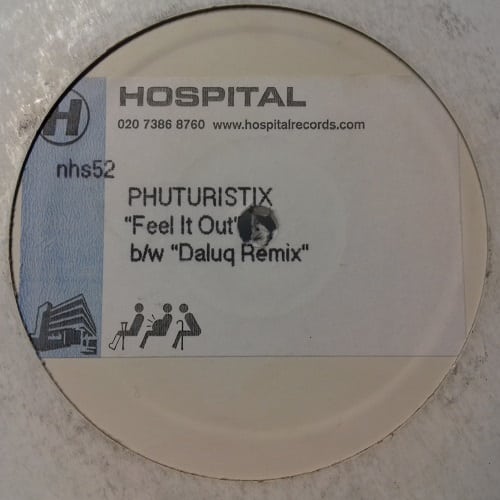 H HOSPITAL
020 7386 8760 www.hospitalrecords.com
nhs52
PHUTURISTIX
"Feel It Out"
b/w "Daluq Remix"